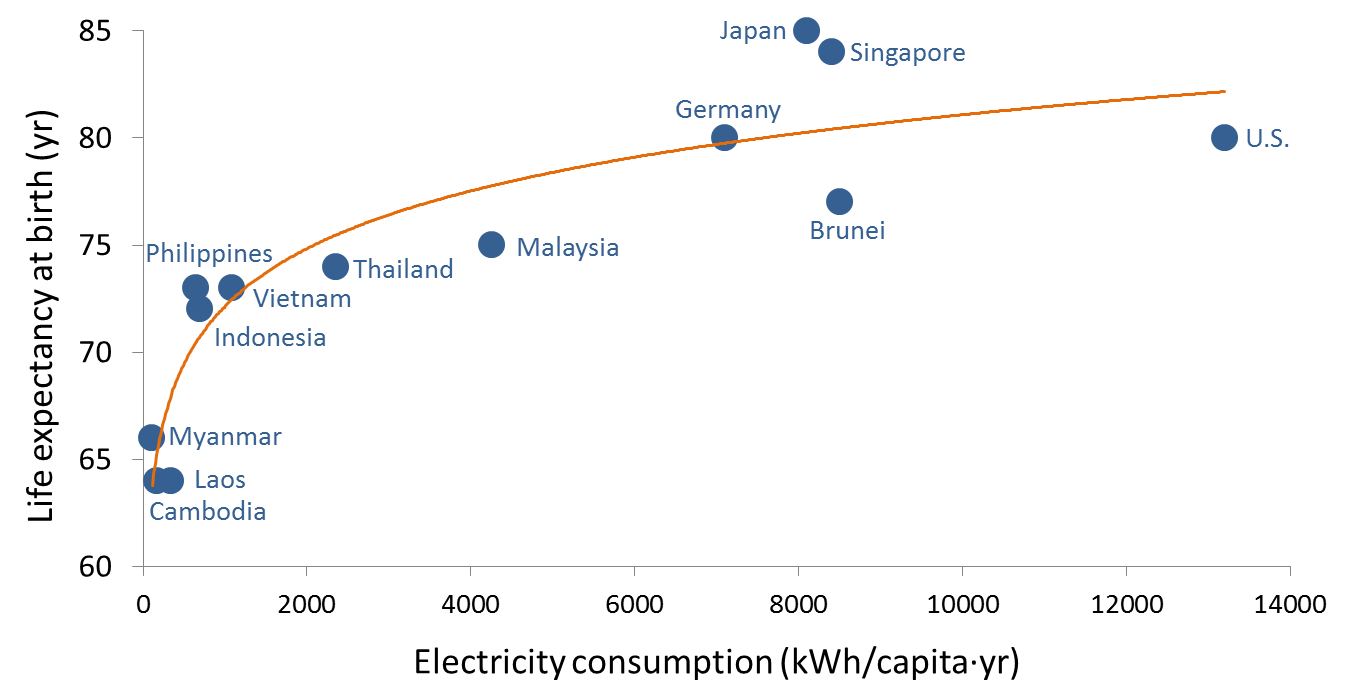 85
Japan
Singapore
Germany
80
U.S.
Brunei
75
Philippines
Malaysia
Thailand
Vietnam
Indonesia
70
Myanmar
65
Laos
Cambodia
60
Life expectancy at birth (yr)
0 2000 4000 6000 8000 10000 12000 14000
Electricity consumption (kWh/capita·yr)